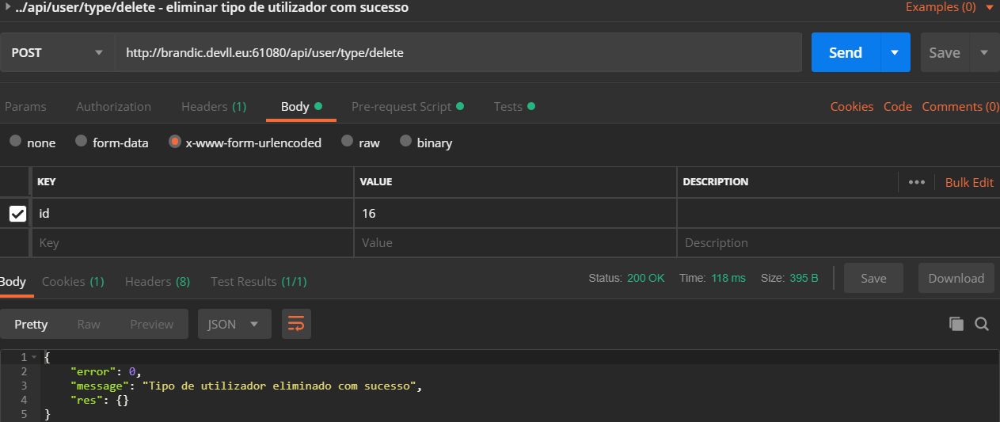 ../api/user/type/delete - eliminar tipo de utilizador com sucesso Examples (0)
POST http://brandic.devll.eu:61080/api/user/type/delete Send Save
Params Authorization Headers (1) Body Pre-request Script Tests Cookies Code Comments (0)
none form-data x-www-form-urlencoded raw binary
KEY VALUE DESCRIPTION ••• Bulk Edit
id 16
Key Value Description
Body Cookies (1) Headers (8) Test Results (1/1) Status: 200 OK Time: 118 ms Size: 395 B Save Download
Pretty Raw Preview JSON
1 {
2 "error": 0,
3 "message": "Tipo de utilizador eliminado com sucesso",
4 "res": {}
5 }